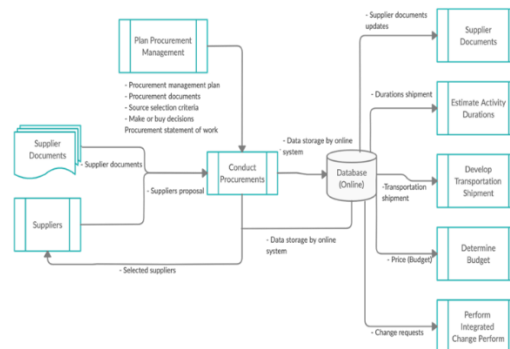 Plan Procurement
Management
- Procurement management plan
- Procurement documents
- Source selection criteria
- Make or buy decisions
Procurement statement of work
Supplier
Documents
- Supplier documents
- Suppliers proposal
Suppliers
- Selected suppliers
Conduct
Procurements
- Data storage by online
system
Database
(Online)
- Data storage by online
system
- Supplier documents
updates
Supplier
Documents
- Durations shipment
Estimate Activity
Durations
-Transportation
shipment
Develop
Transportation
Shipment
- Price (Budget)
Determine
Budget
- Change requests
Perform
Integrated
Change Perform